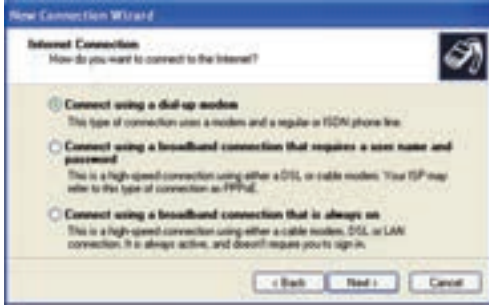 New Connection Wizard
Internet Connection
How do you want to connect to the Internet?
Connect using a dial-up modem
This type of connection uses a modem and a regular or ISDN phone line.
Connect using a broadband connection that requires a user name and
password
This is a high-speed connection using either a DSL or cable modem. Your ISP may
refer to this type of connection as PPPoE.
Connect using a broadband connection that is always on
This is a high-speed connection using either a cable modem, DSL or LAN
connection. It is always active, and doesn't require you to sign in.
< Back
Next >
Cancel